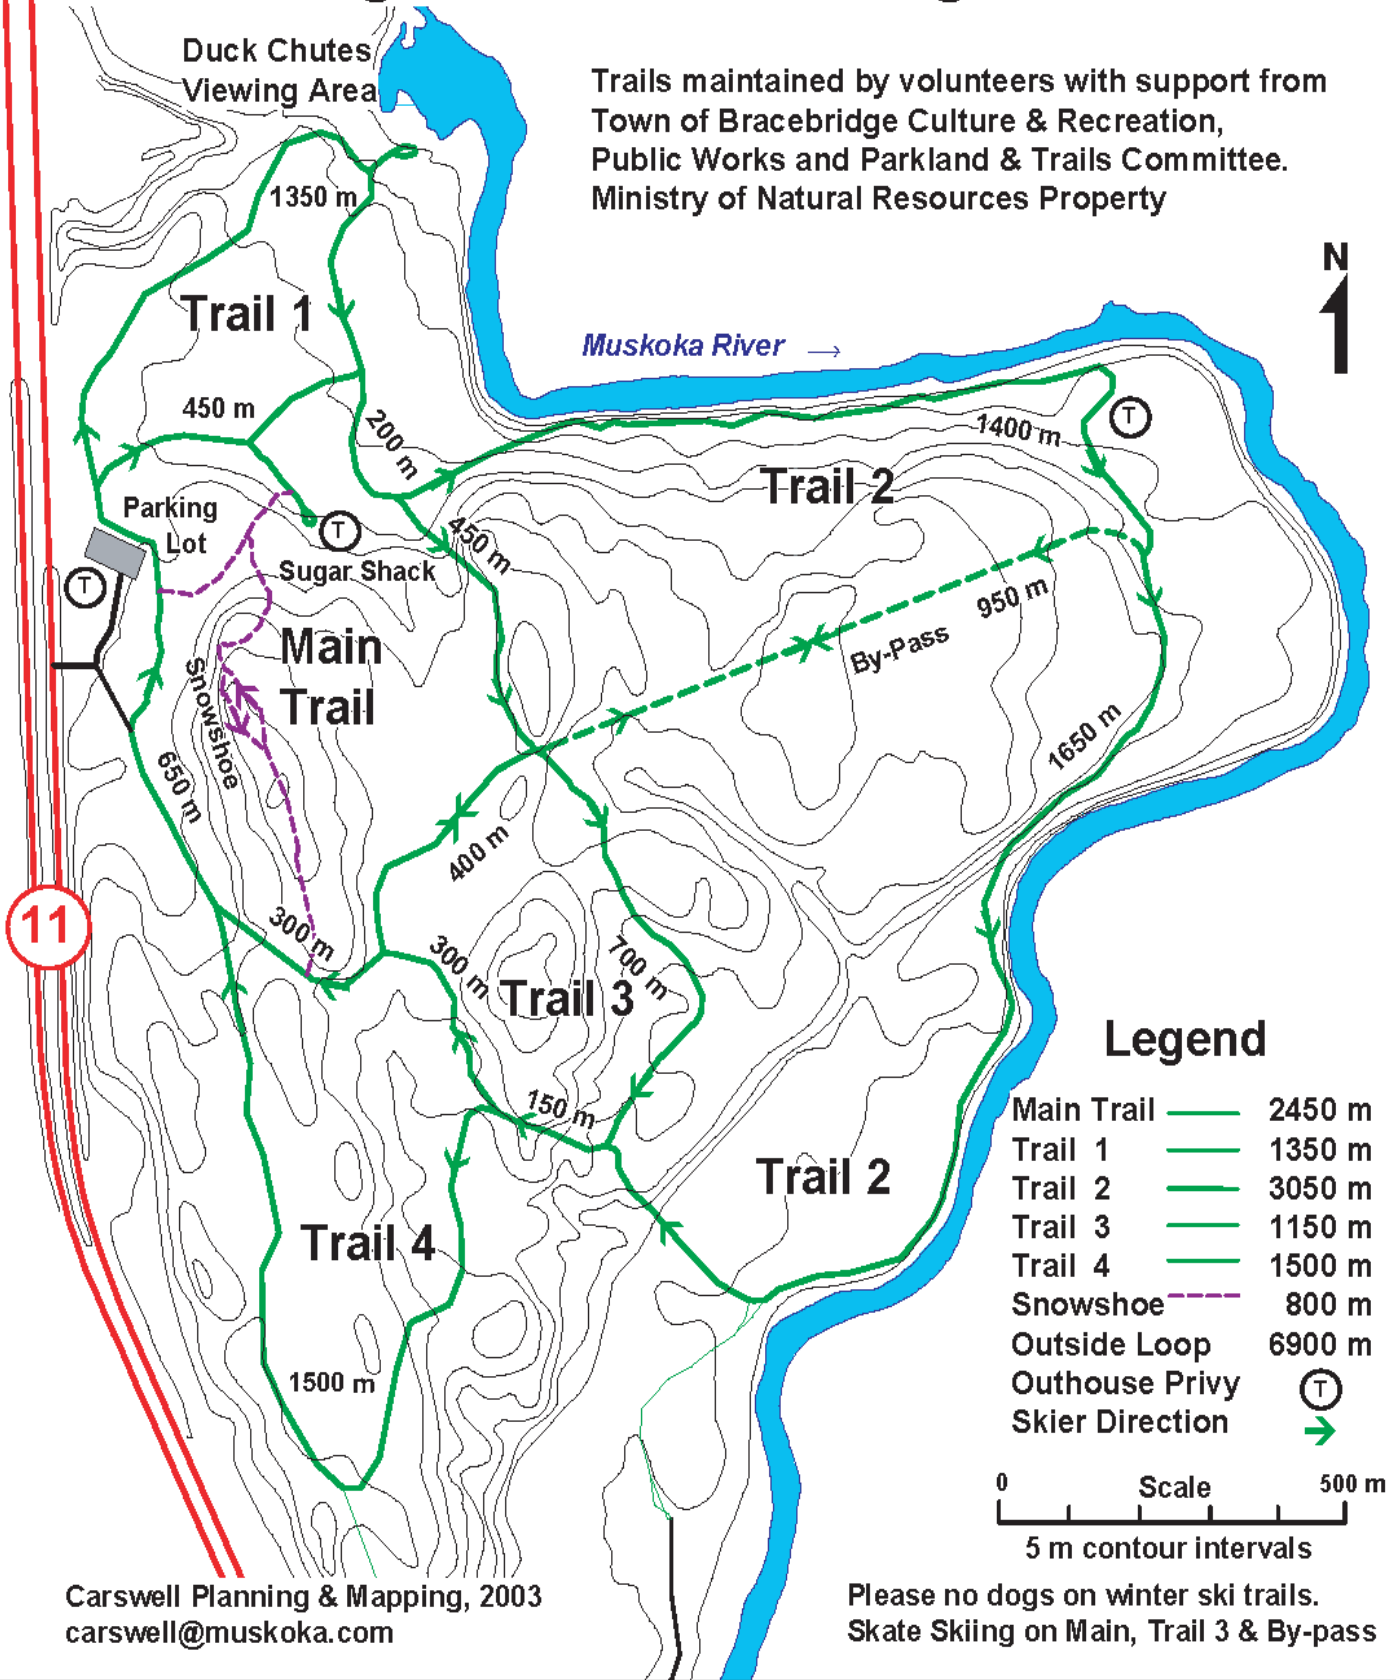 Duck Chutes
Viewing Area
Trails maintained by volunteers with support from
Town of Bracebridge Culture & Recreation,
Public Works and Parkland & Trails Committee.
Ministry of Natural Resources Property
1350 m
N
Trail 1
Muskoka River →
450 m
200 m
1400 m
T
Trail 2
Parking
Lot
T
450 m
Sugar Shack
T
950 m
By-Pass
Main
Trail
Snowshoe
650 m
1650 m
400 m
11
300 m
300 m
700 m
Trail 3
150 m
Trail 2
Trail 4
1500 m
Legend
Main Trail 2450 m
Trail 1 1350 m
Trail 2 3050 m
Trail 3 1150 m
Trail 4 1500 m
Snowshoe 800 m
Outside Loop 6900 m
Outhouse Privy T
Skier Direction →
0 Scale 500 m
5 m contour intervals
Carswell Planning & Mapping, 2003
carswell@muskoka.com
Please no dogs on winter ski trails.
Skate Skiing on Main, Trail 3 & By-pass